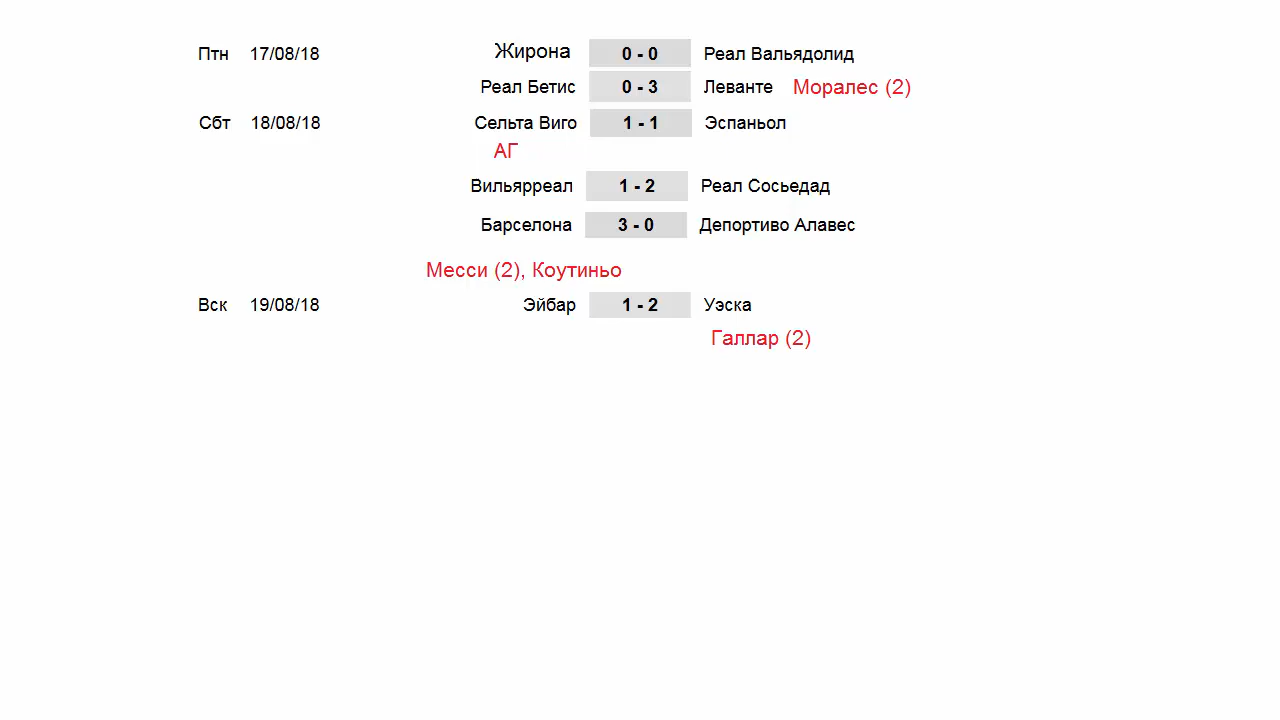 Птн 17/08/18 Жирона 0 - 0 Реал Вальядолид
Реал Бетис 0 - 3 Леванте Моралес (2)
Сбт 18/08/18 Сельта Виго 1 - 1 Эспаньол
АГ
Вильярреал 1 - 2 Реал Сосьедад
Барселона 3 - 0 Депортиво Алавес
Месси (2), Коутиньо
Вск 19/08/18 Эйбар 1 - 2 Уэска
Галлар (2)